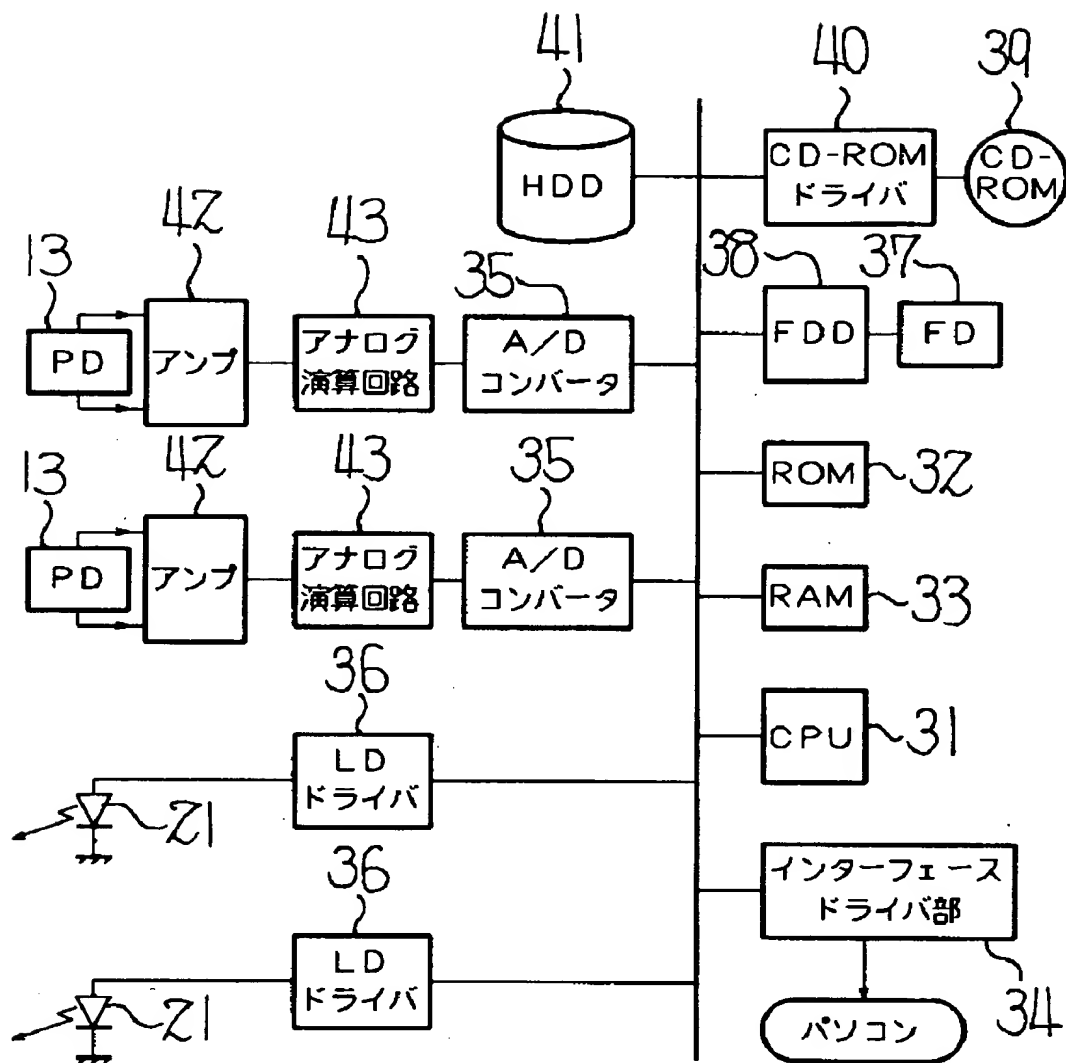 41
40
39
HDD
CD-ROM
ドライバ
CD-
ROM
42
43
35
38
37
13
PD
アンプ
アナログ
演算回路
A/D
コンバータ
FDD
FD
42
43
35
13
PD
アンプ
アナログ
演算回路
A/D
コンバータ
ROM
32
RAM
33
36
LD
ドライバ
CPU
31
21
36
LD
ドライバ
インターフェース
ドライバ部
21
34
パソコン